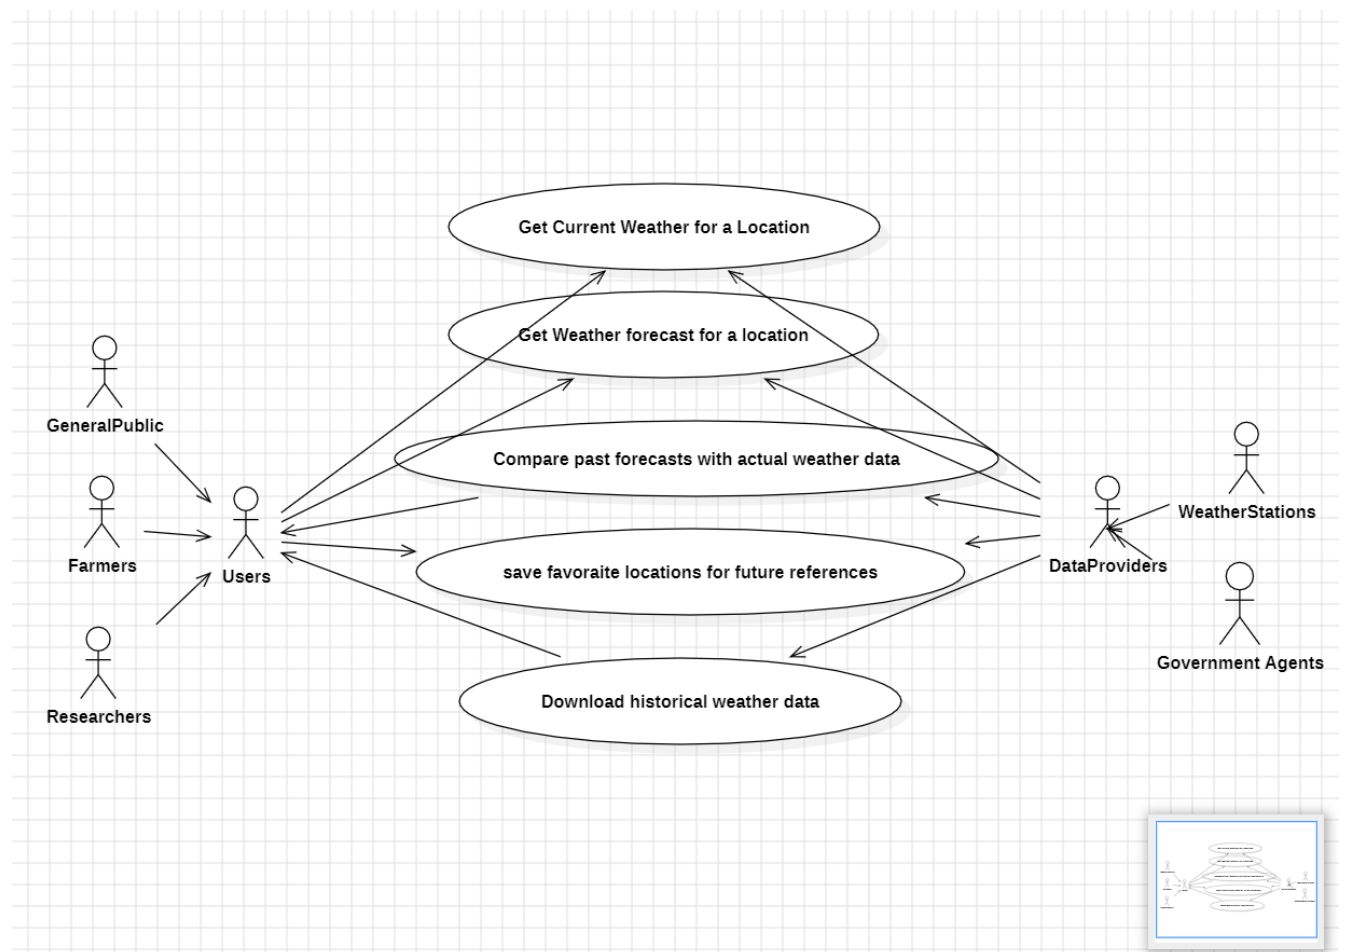 Get Current Weather for a Location
Get Weather forecast for a location
GeneralPublic
Compare past forecasts with actual weather data
WeatherStations
Farmers
Users
save favoraite locations for future references
DataProviders
Government Agents
Researchers
Download historical weather data